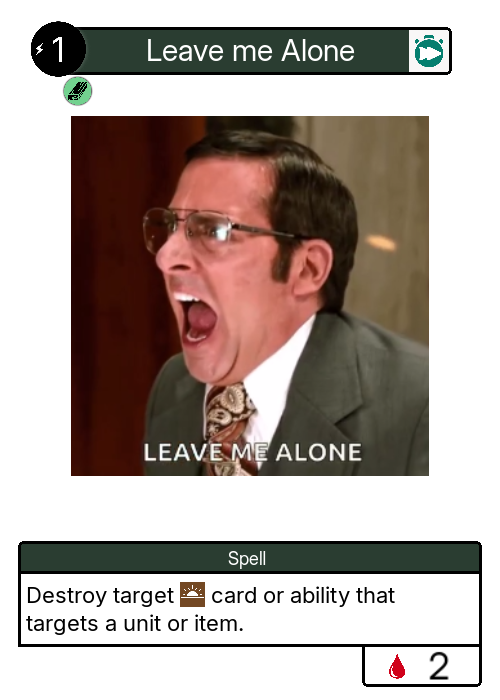 1
Leave me Alone
LEAVE ME ALONE
Spell
Destroy target card or ability that
targets a unit or item.
2